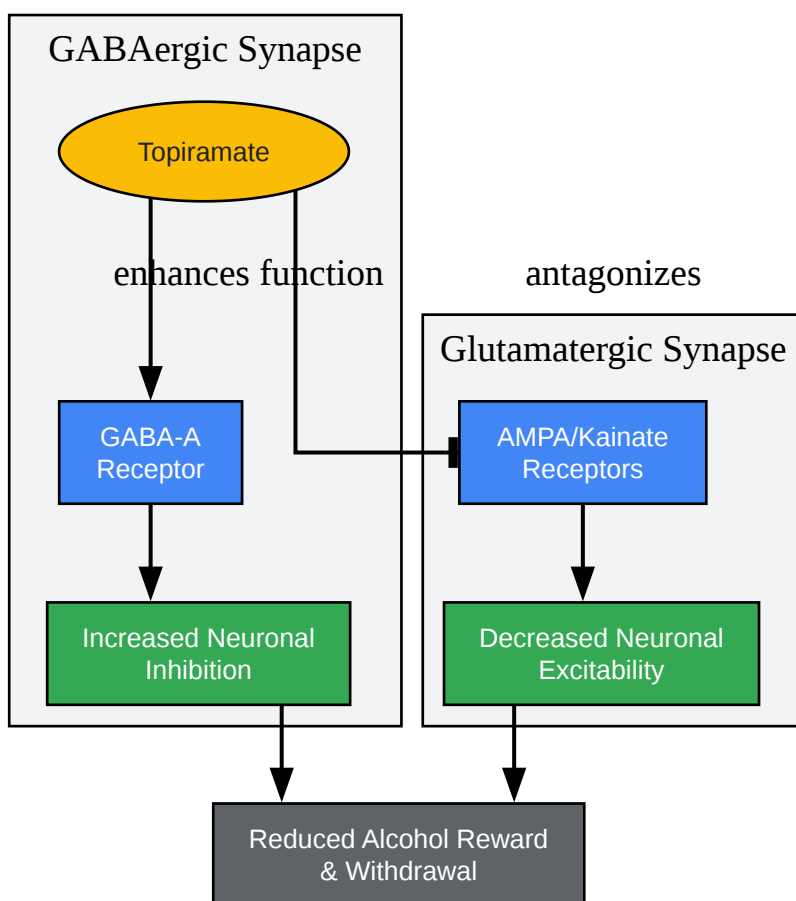 GABAergic Synapse
Topiramate
enhances function
antagonizes
Glutamatergic Synapse
GABA-A
Receptor
AMPA/Kainate
Receptors
Increased Neuronal
Inhibition
Decreased Neuronal
Excitability
Reduced Alcohol Reward
& Withdrawal